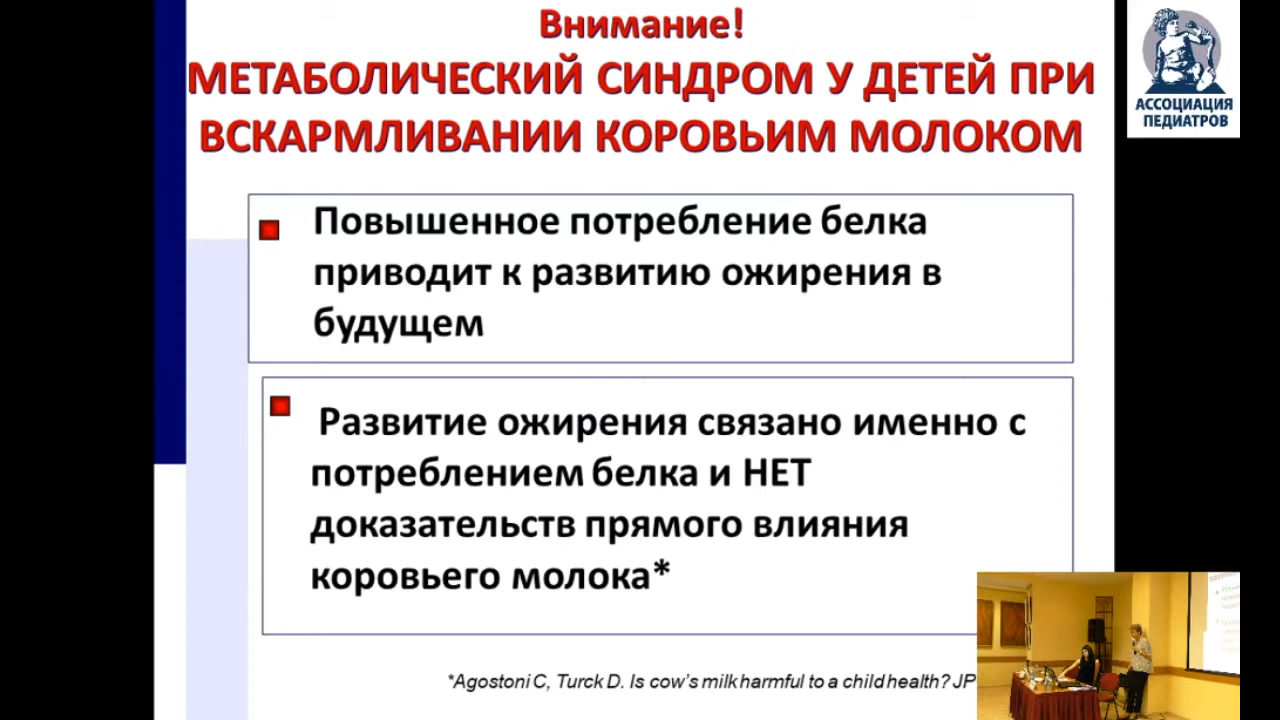 Внимание!
МЕТАБОЛИЧЕСКИЙ СИНДРОМ У ДЕТЕЙ ПРИ
ВСКАРМЛИВАНИИ КОРОВЬИМ МОЛОКОМ
АССОЦИАЦИЯ
ПЕДИАТРОВ
Повышенное потребление белка
приводит к развитию ожирения в
будущем
Развитие ожирения связано именно с
потреблением белка и НЕТ
доказательств прямого влияния
коровьего молока*
*Agostoni C, Turck D. Is cow's milk harmful to a child health? JP